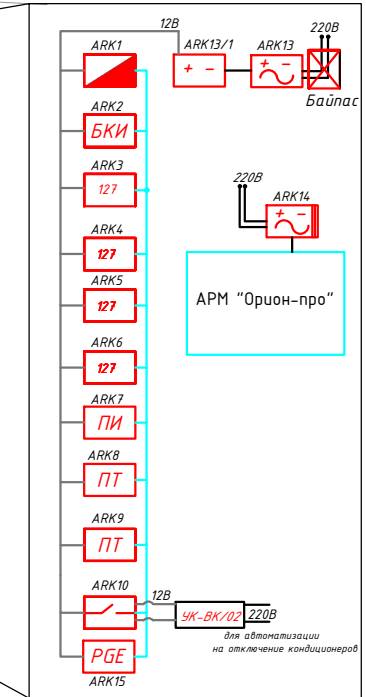 12В
220В
ARK1
ARK13/1
ARK13
+ -
+ -
Байпас
ARK2
БКИ
ARK3
127
220В
ARK14
+ -
ARK4
127
АРМ "Орион-про"
ARK5
127
ARK6
127
ARK7
ПИ
ARK8
ПТ
ARK9
ПТ
ARK10
12В
УК-ВК/02
220В
для автоматизации
на отключение кондиционеров
PGE
ARK15